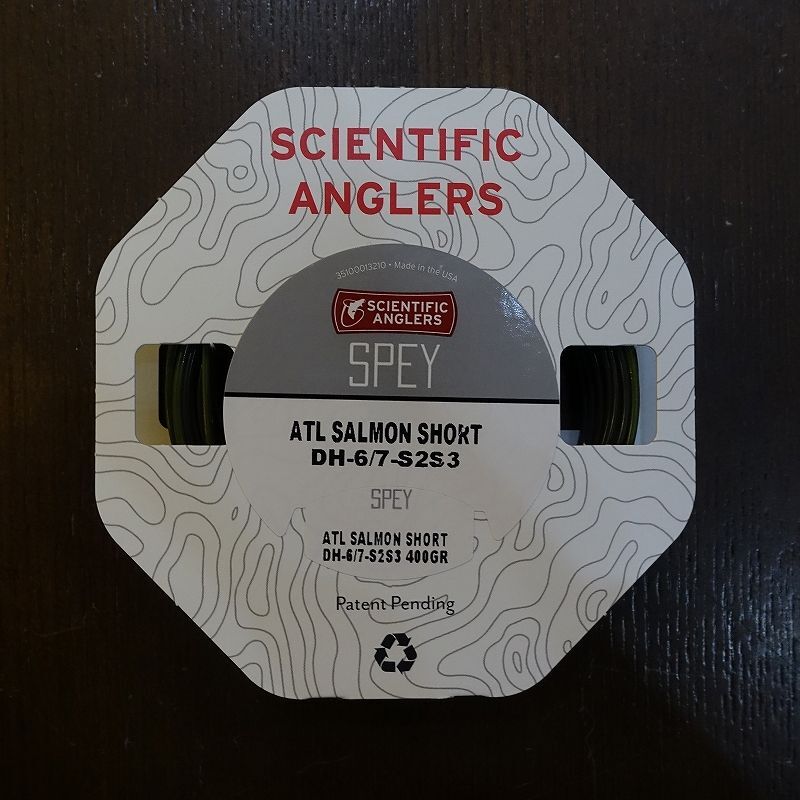 SCIENTIFIC
ANGLERS
35100013210 • Made in the USA
SCIENTIFIC
ANGLERS
SPEY
ATL SALMON SHORT
DH-6/7-S2S3
SPEY
ATL SALMON SHORT
DH-6/7-S2S3 400GR
Patent Pending